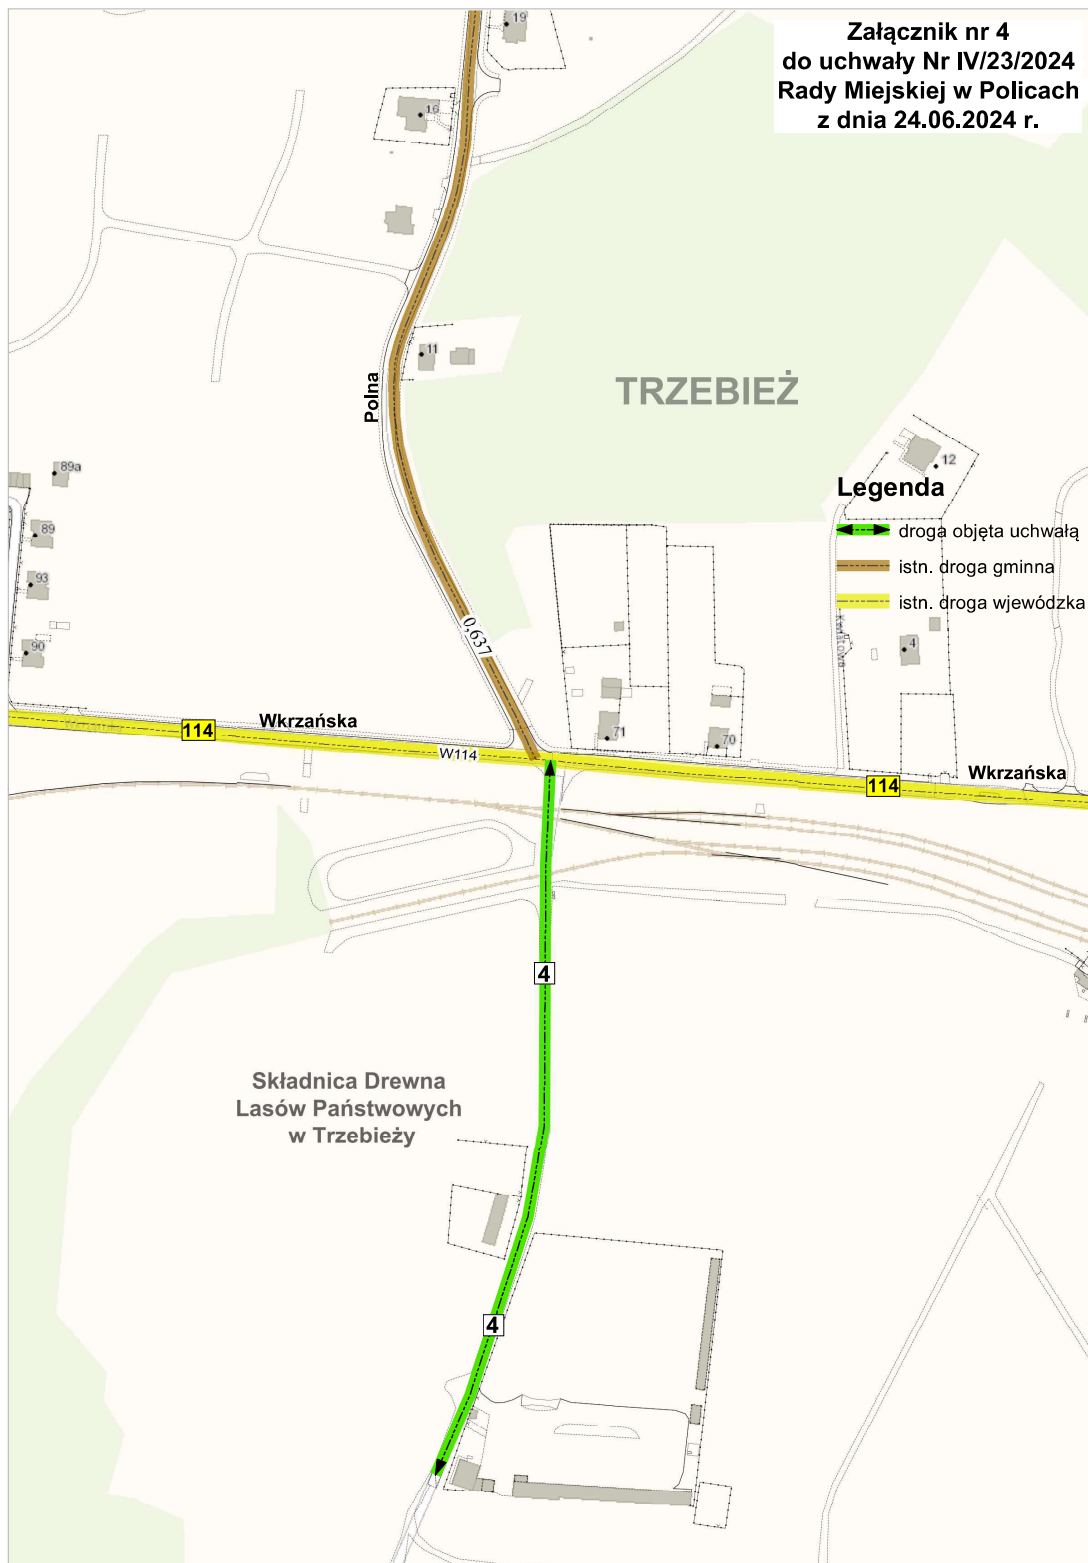 Załącznik nr 4
do uchwały Nr IV/23/2024
Rady Miejskiej w Policach
z dnia 24.06.2024 r.
19
16
11
Polna
TRZEBIEŻ
12
89a
89
93
90
Legenda
droga objęta uchwałą
istn. droga gminna
istn. droga wjewódzka
0,637
Kwiatowa
4
71
70
114
Wkrzańska
W114
114
Wkrzańska
4
Składnica Drewna
Lasów Państwowych
w Trzebieży
4